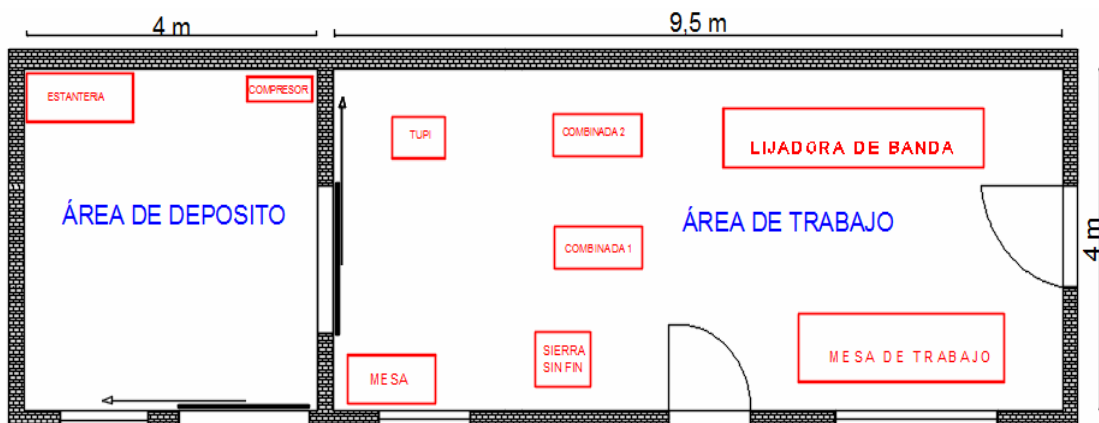 4 m
9,5 m
ESTANTERIA
COMPRESOR
TUPI
COMBINADA 2
LIJADORA DE BANDA
ÁREA DE DEPOSITO
ÁREA DE TRABAJO
COMBINADA 1
4 m
SIERRA
SIN FIN
MESA
MESA DE TRABAJO